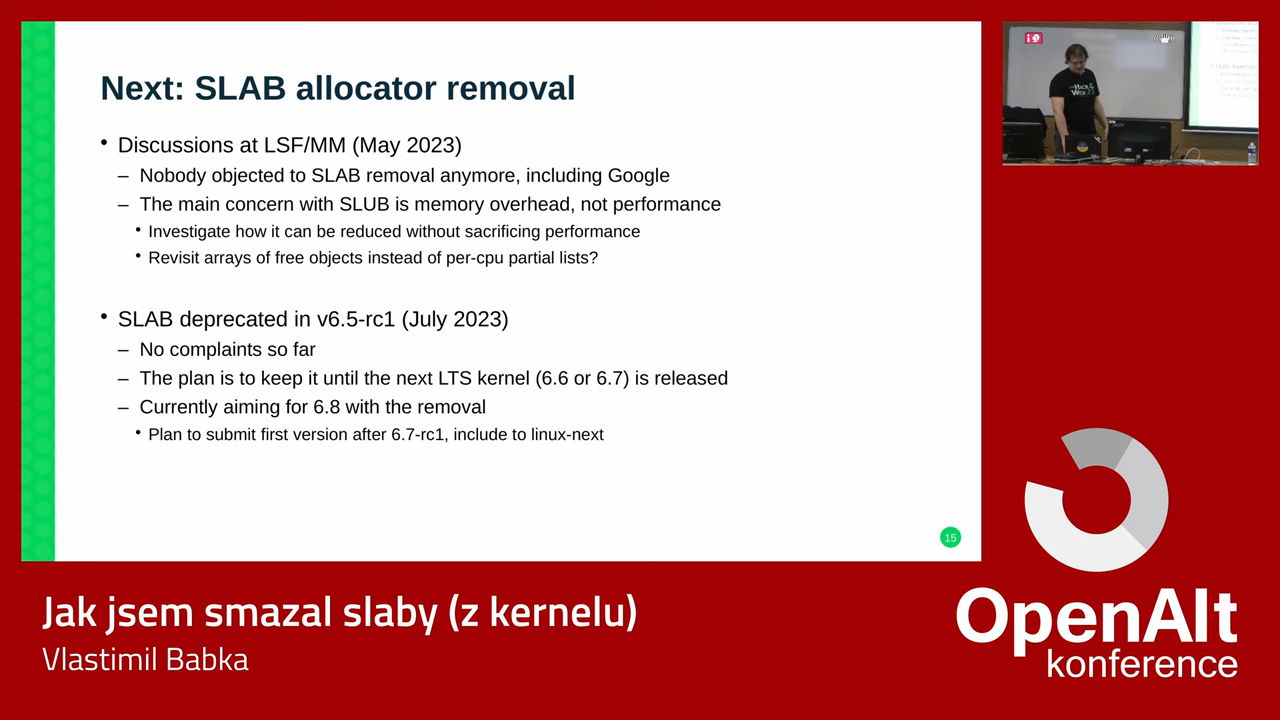 Next: SLAB allocator removal
• Discussions at LSF/MM (May 2023)
– Nobody objected to SLAB removal anymore, including Google
– The main concern with SLUB is memory overhead, not performance
• Investigate how it can be reduced without sacrificing performance
• Revisit arrays of free objects instead of per-cpu partial lists?
• SLAB deprecated in v6.5-rc1 (July 2023)
– No complaints so far
– The plan is to keep it until the next LTS kernel (6.6 or 6.7) is released
– Currently aiming for 6.8 with the removal
• Plan to submit first version after 6.7-rc1, include to linux-next
15
Jak jsem smazal slaby (z kernelu)
Vlastimil Babka
OpenAlt
konference